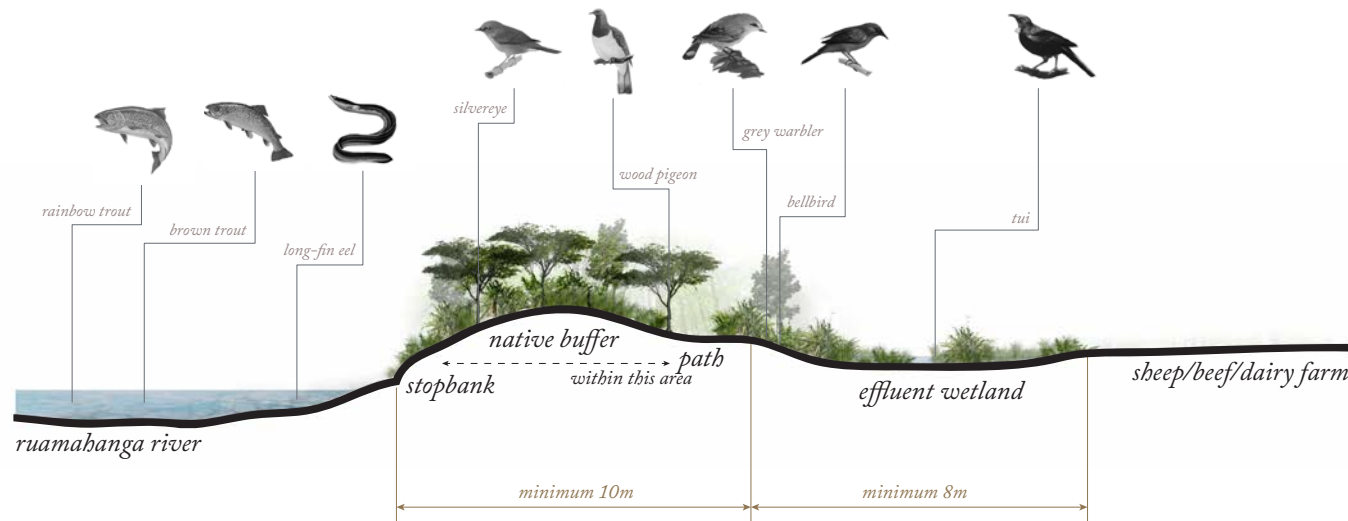 silvereye
rainbow trout
brown trout
long-fin eel
wood pigeon
grey warbler
bellbird
tui
native buffer
path
within this area
stopbank
effluent wetland
sheep/beef/dairy farm
ruamahanga river
minimum 10m
minimum 8m